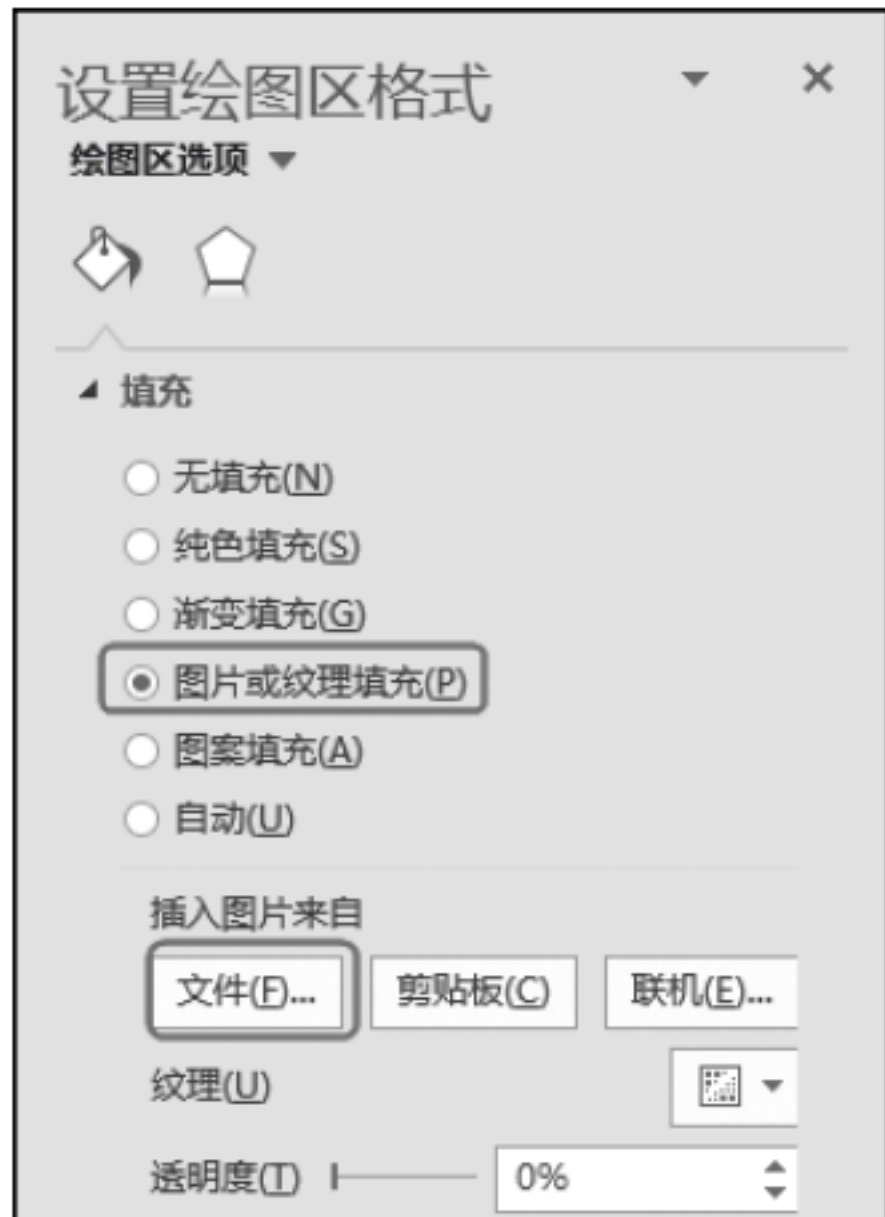 设置绘图区格式
绘图区选项
填充
无填充(N)
纯色填充(S)
渐变填充(G)
图片或纹理填充(P)
图案填充(A)
自动(U)
插入图片来自
文件(F)... 剪贴板(C) 联机(E)...
纹理(U)
透明度(T) 0%